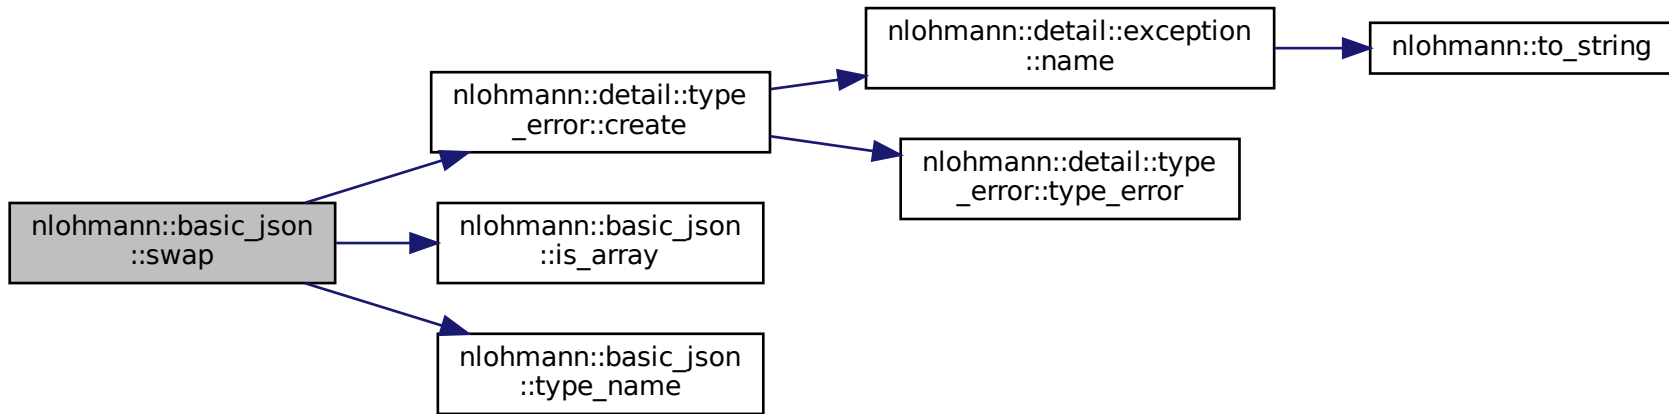 nlohmann::basic_json
::swap
nlohmann::detail::type
_error::create
nlohmann::basic_json
::is_array
nlohmann::basic_json
::type_name
nlohmann::detail::exception
::name
nlohmann::detail::type
_error::type_error
nlohmann::to_string